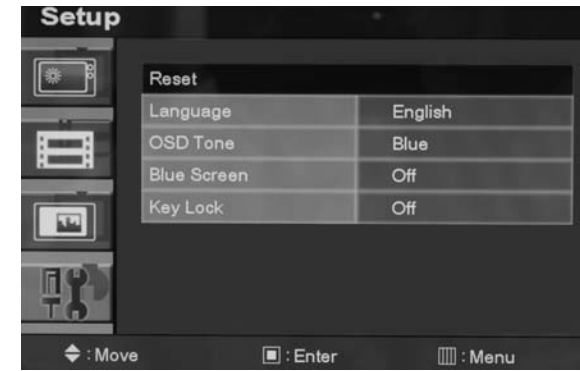 Setup
Reset
Language English
OSD Tone Blue
Blue Screen Off
Key Lock Off
: Move : Enter : Menu